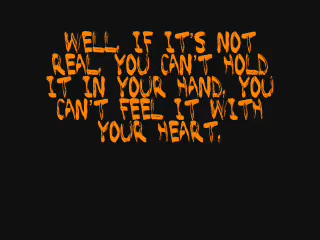 WELL, IF IT'S NOT
REAL, YOU CAN'T HOLD
IT IN YOUR HAND, YOU
CAN'T FEEL IT WITH
YOUR HEART,